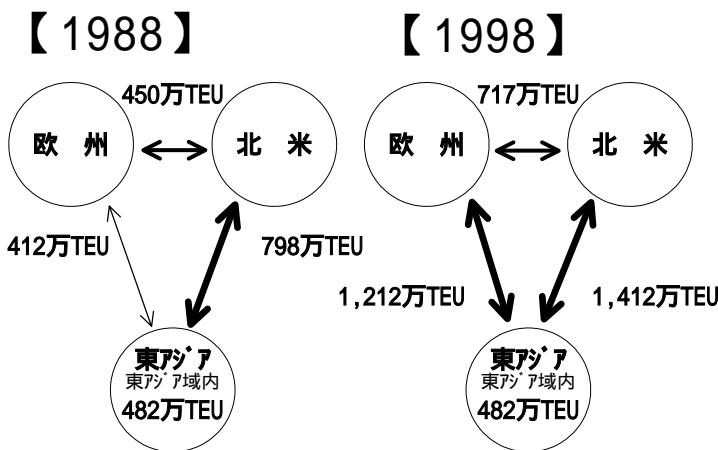 【1988】
450万TEU
欧 州
北 米
412万TEU
798万TEU
東アジア
東アジア域内
482万TEU
【1998】
717万TEU
欧 州
北 米
1,212万TEU
1,412万TEU
東アジア
東アジア域内
482万TEU